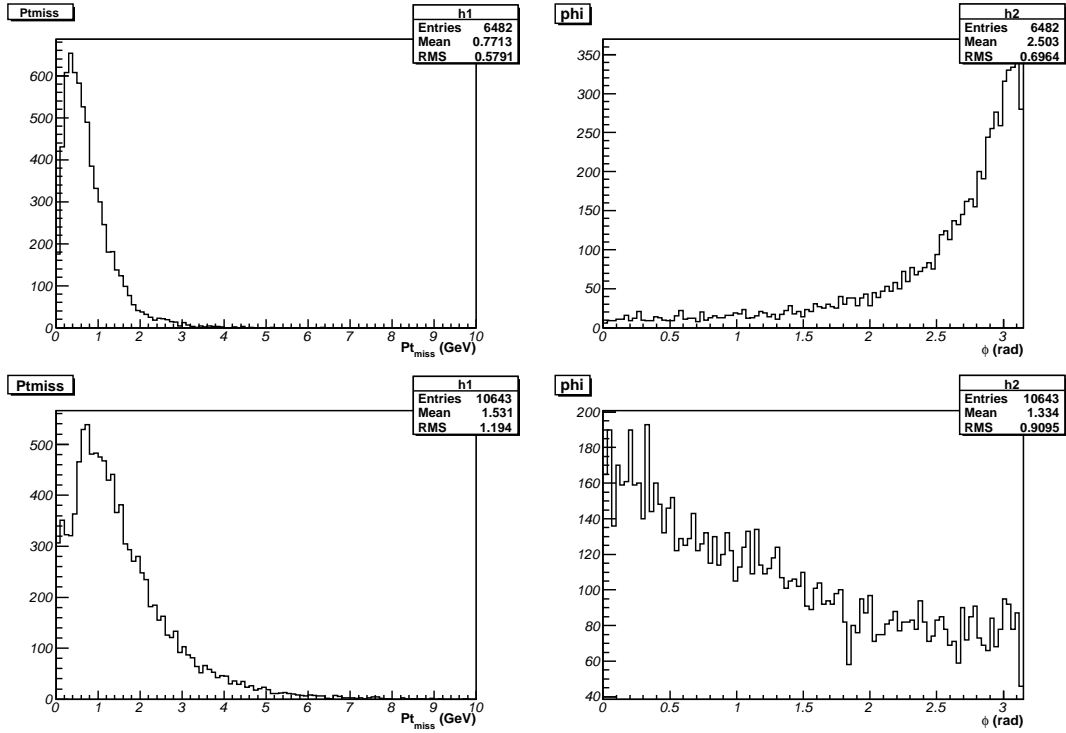 Ptmiss
h1
Entries 6482
Mean 0.7713
RMS 0.5791
600
500
400
300
200
100
0
0 1 2 3 4 5 6 7 8 9 10
Pt miss (GeV)
phi
h2
Entries 6482
Mean 2.503
RMS 0.6964
350
300
250
200
150
100
50
0
0 0.5 1 1.5 2 2.5 3
ϕ (rad)
Ptmiss
h1
Entries 10643
Mean 1.531
RMS 1.194
500
400
300
200
100
0
0 1 2 3 4 5 6 7 8 9 10
Pt miss (GeV)
phi
h2
Entries 10643
Mean 1.334
RMS 0.9095
200
180
160
140
120
100
80
60
40
0 0.5 1 1.5 2 2.5 3
ϕ (rad)